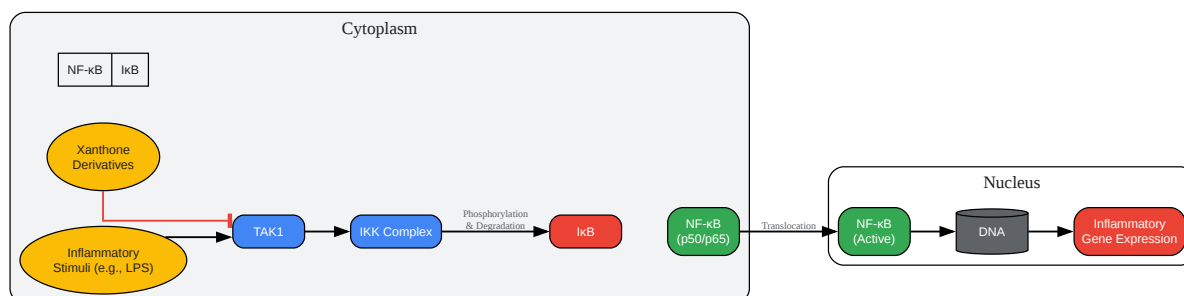 Cytoplasm
NF-κB
IκB
Xanthone
Derivatives
Inflammatory
Stimuli (e.g., LPS)
TAK1
IKK Complex
Phosphorylation
& Degradation
IκB
NF-κB
(p50/p65)
Translocation
Nucleus
NF-κB
(Active)
DNA
Inflammatory
Gene Expression